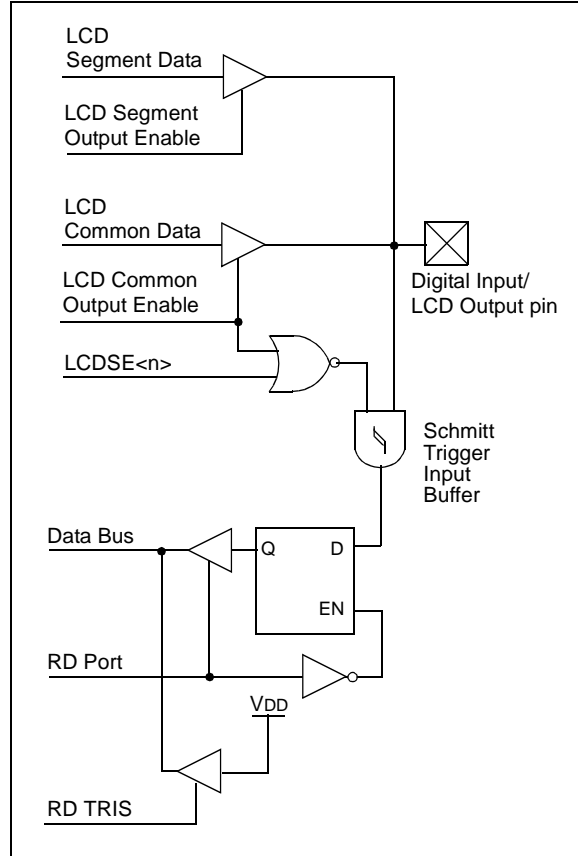 LCD
Segment Data
LCD Segment
Output Enable
LCD
Common Data
LCD Common
Output Enable
Digital Input/
LCD Output pin
LCDSE<n>
Schmitt
Trigger
Input
Buffer
Data Bus
Q
D
EN
RD Port
VDD
RD TRIS